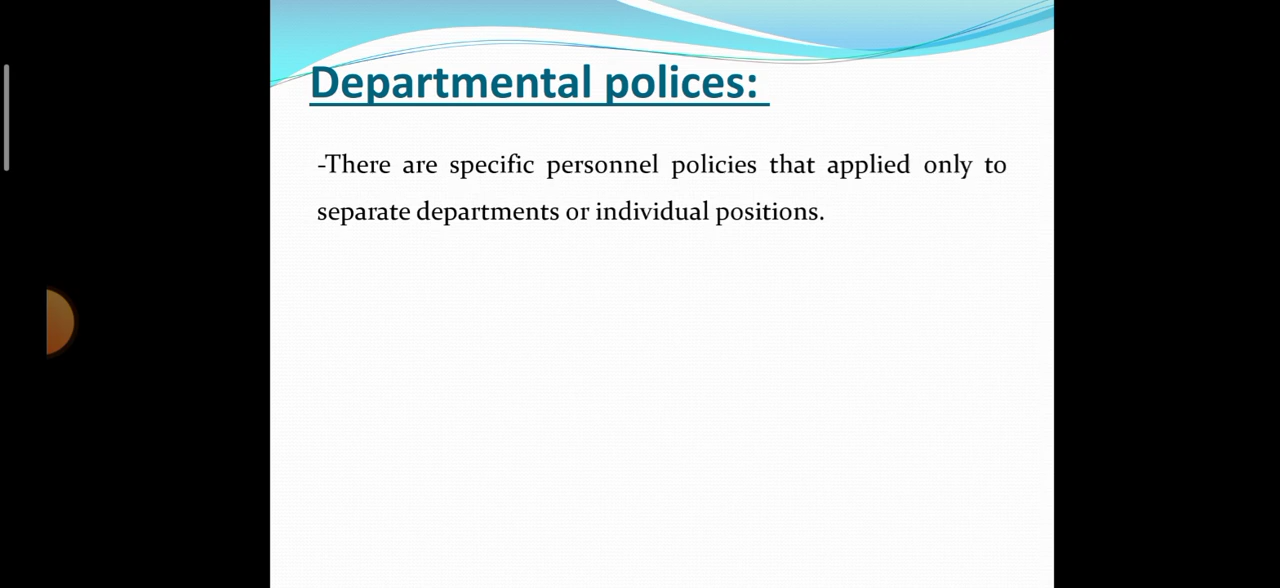 Departmental polices:
-There are specific personnel policies that applied only to
separate departments or individual positions.